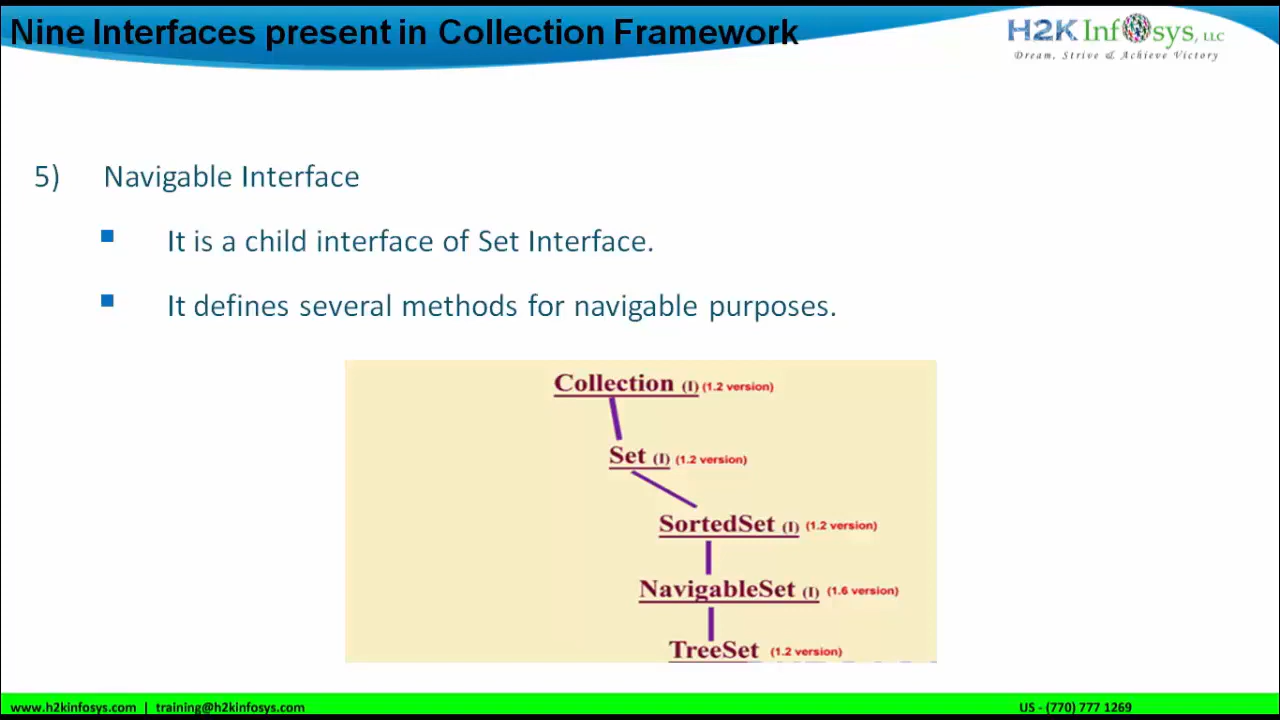 Nine Interfaces present in Collection Framework
H2K Infosys, LLC
Dream, Strive & Achieve Victory
5) Navigable Interface
It is a child interface of Set Interface.
It defines several methods for navigable purposes.
Collection (I) (1.2 version)
Set (I) (1.2 version)
SortedSet (I) (1.2 version)
NavigableSet (I) (1.6 version)
TreeSet (1.2 version)
www.h2kinfosys.com | training@h2kinfosys.com US - (770) 777 1269